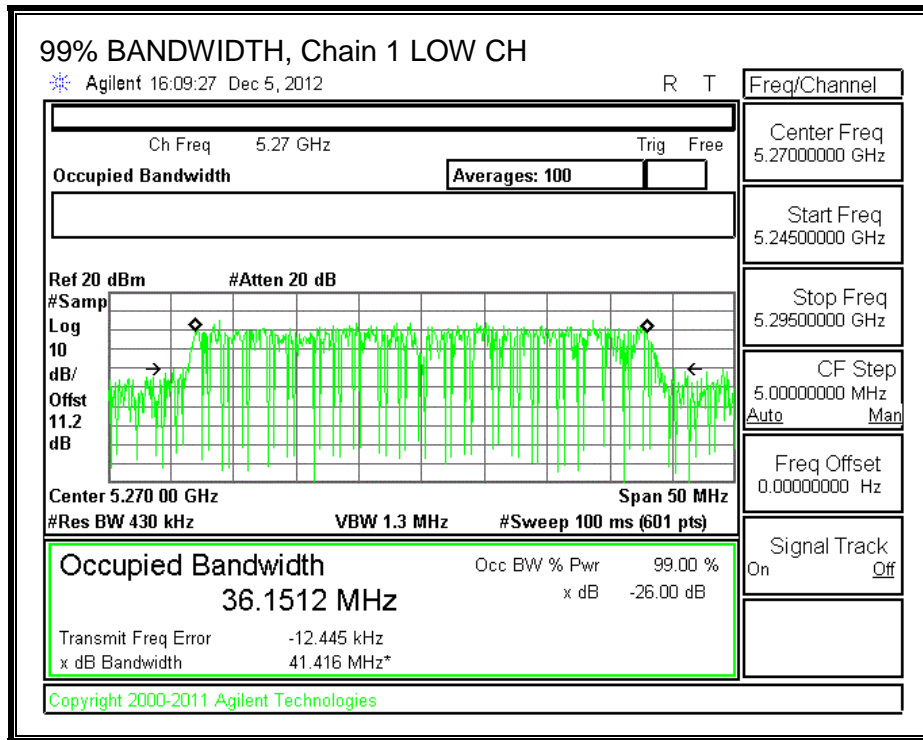 99% BANDWIDTH, Chain 1 LOW CH
Agilent 16:09:27 Dec 5, 2012 R T
Freq/Channel
Ch Freq 5.27 GHz Trig Free
Occupied Bandwidth Averages: 100
Center Freq
5.27000000 GHz
Start Freq
5.24500000 GHz
Stop Freq
5.29500000 GHz
CF Step
5.00000000 MHz
Auto Man
Freq Offset
0.00000000 Hz
Signal Track
On Off
Ref 20 dBm #Atten 20 dB
#Samp
Log
10
dB/
Offst
11.2
dB
Center 5.270 00 GHz Span 50 MHz
#Res BW 430 kHz VBW 1.3 MHz #Sweep 100 ms (601 pts)
Occupied Bandwidth Occ BW % Pwr 99.00 %
36.1512 MHz x dB -26.00 dB
Transmit Freq Error -12.445 kHz
x dB Bandwidth 41.416 MHz*
Copyright 2000-2011 Agilent Technologies